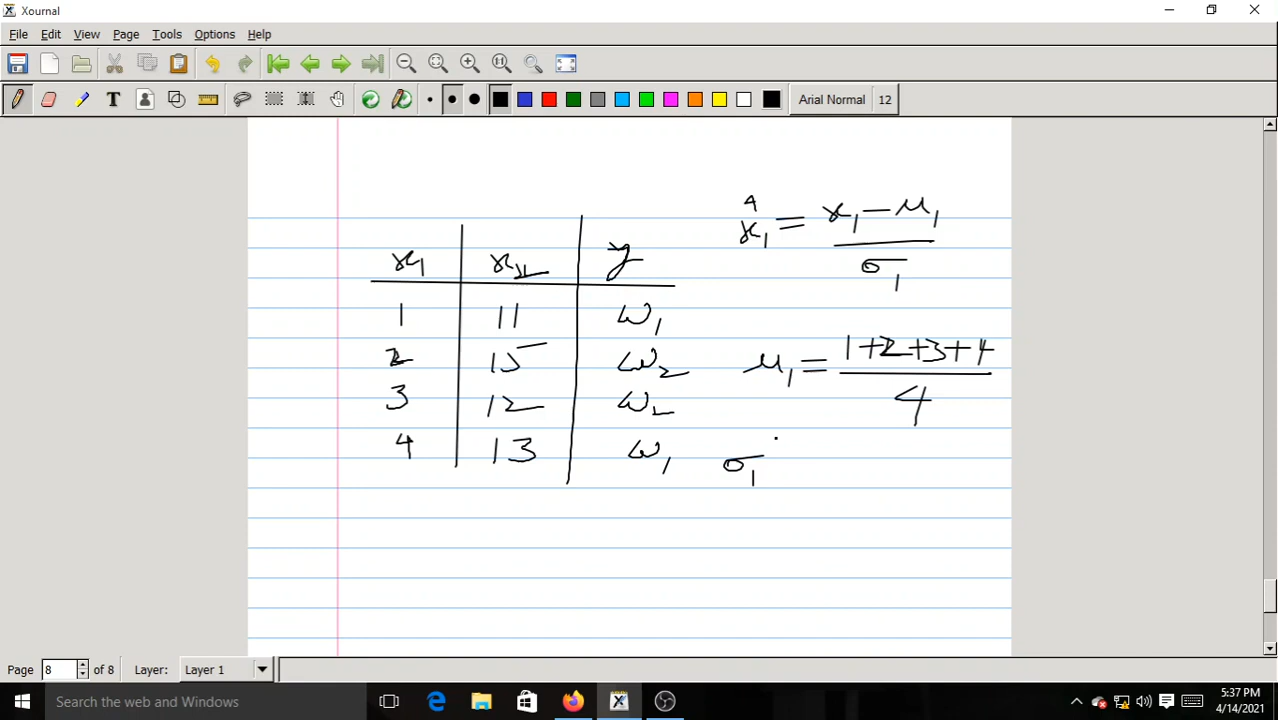 Xournal
File Edit View Page Tools Options Help
Arial Normal 12
x̂₁ = x₁ − μ₁
σ₁
x₁ x₂ y
1 11 ω₁
2 15 ω₂
3 12 ω₂
4 13 ω₁
μ₁ = 1+2+3+4
4
σ₁
Page 8 of 8 Layer: Layer 1
Search the web and Windows
5:37 PM
4/14/2021